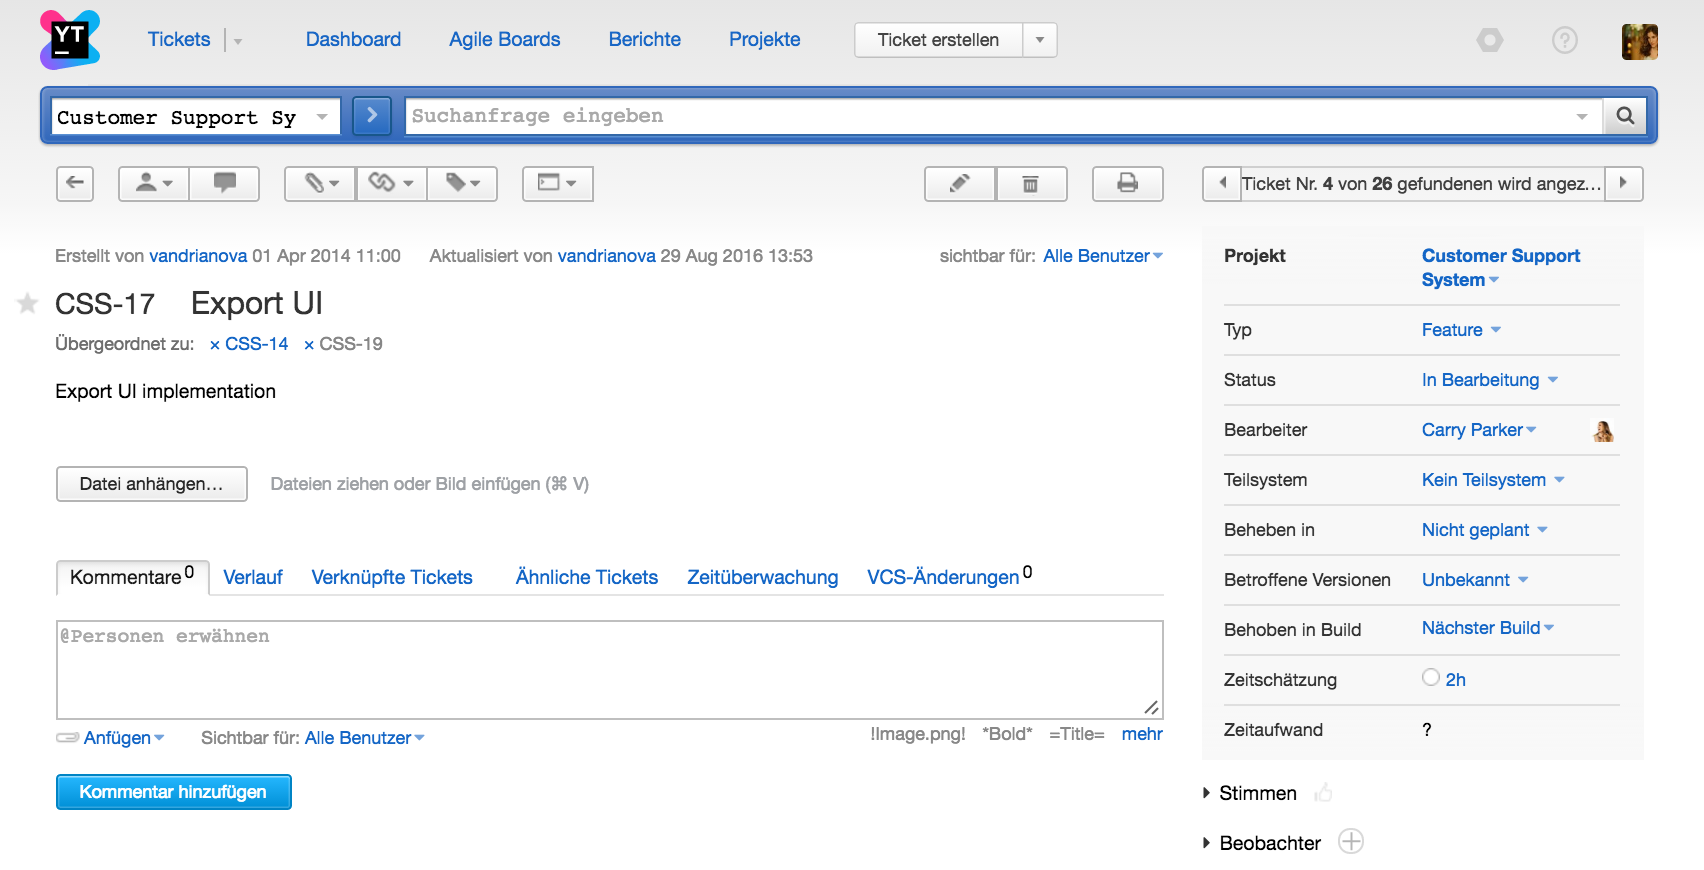 YT
Tickets Dashboard Agile Boards Berichte Projekte Ticket erstellen ?
Customer Support Sy Suchanfrage eingeben
Ticket Nr. 4 von 26 gefundenen wird angez...
Erstellt von vandrianova 01 Apr 2014 11:00 Aktualisiert von vandrianova 29 Aug 2016 13:53 sichtbar für: Alle Benutzer
CSS-17 Export UI
Übergeordnet zu: × CSS-14 × CSS-19
Export UI implementation
Datei anhängen... Dateien ziehen oder Bild einfügen (⌘ V)
Kommentare 0 Verlauf Verknüpfte Tickets Ähnliche Tickets Zeitüberwachung VCS-Änderungen 0
@Personen erwähnen
Anfügen Sichtbar für: Alle Benutzer !Image.png! *Bold* =Title= mehr
Kommentar hinzufügen
Projekt Customer Support
System
Typ Feature
Status In Bearbeitung
Bearbeiter Carry Parker
Teilsystem Kein Teilsystem
Beheben in Nicht geplant
Betroffene Versionen Unbekannt
Behoben in Build Nächster Build
Zeitschätzung 2h
Zeitaufwand ?
Stimmen
Beobachter